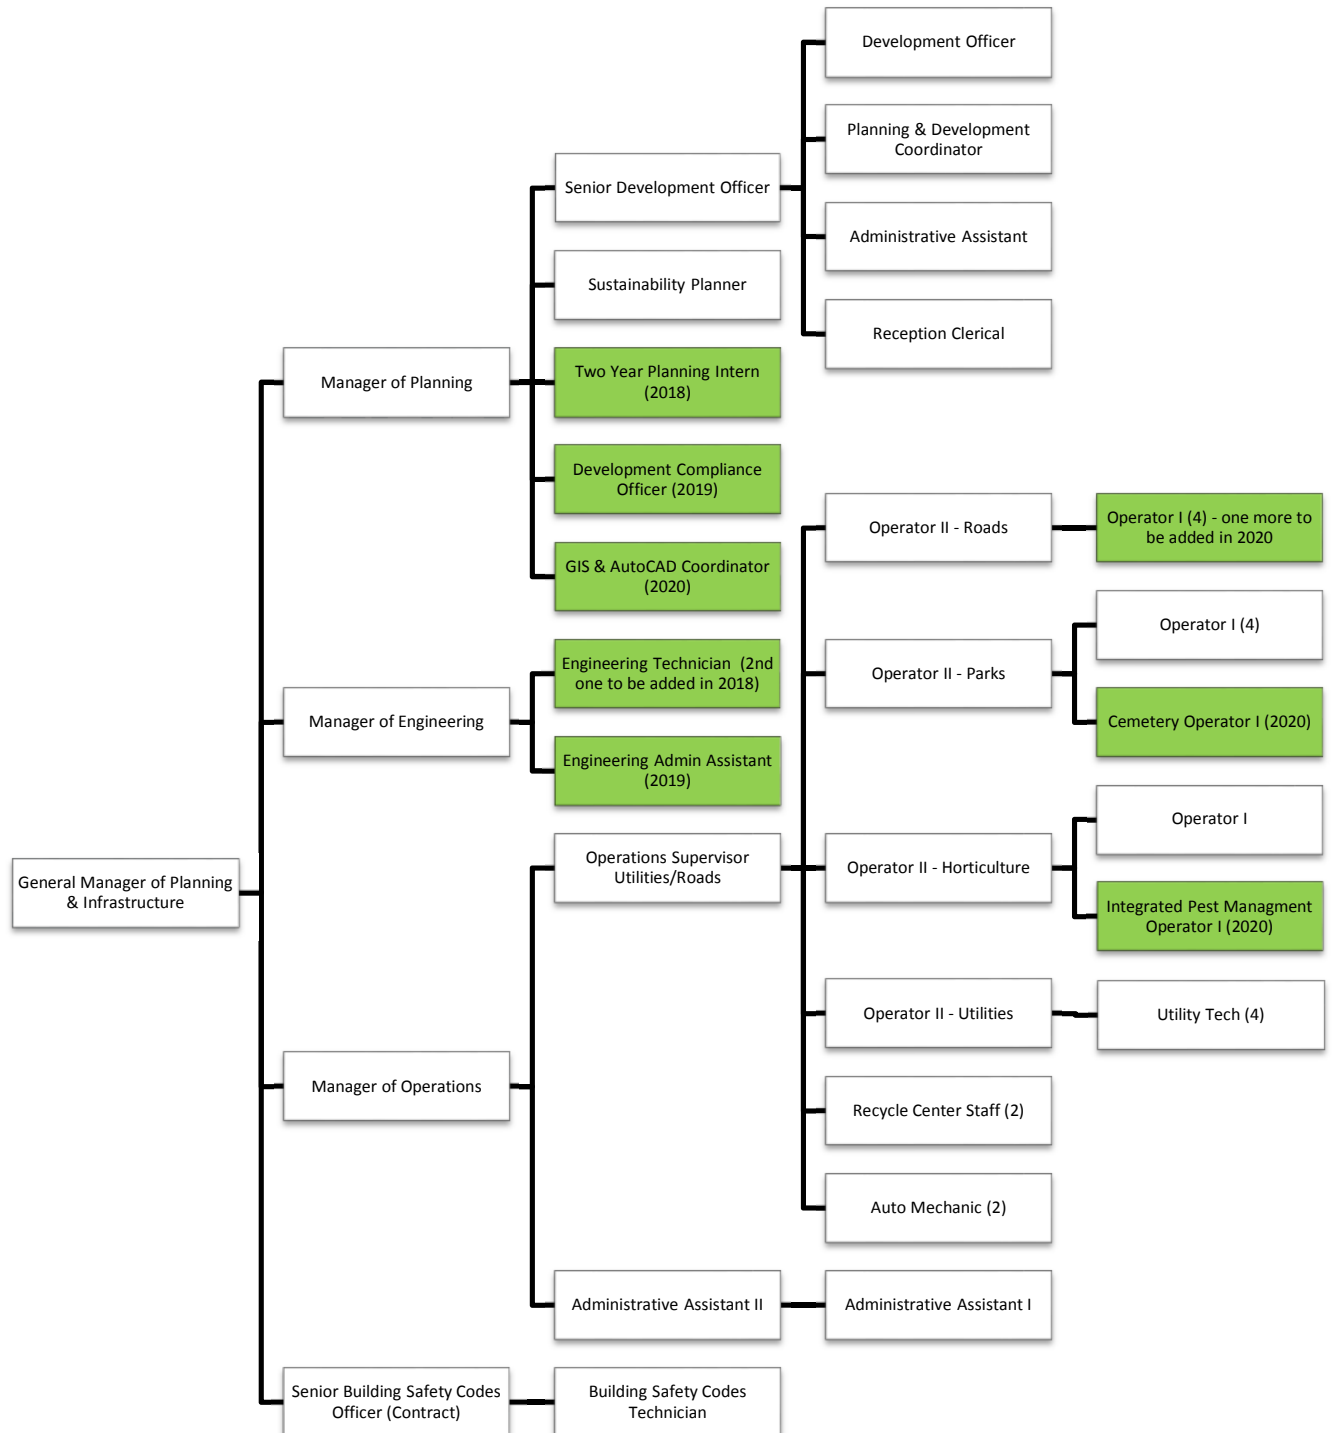 Development Officer
Planning & Development
Coordinator
Senior Development Officer
Administrative Assistant
Sustainability Planner
Reception Clerical
Manager of Planning
Two Year Planning Intern
(2018)
Development Compliance
Officer (2019)
Operator II - Roads
Operator I (4) - one more to
be added in 2020
GIS & AutoCAD Coordinator
(2020)
Operator I (4)
Engineering Technician  (2nd
one to be added in 2018)
Operator II - Parks
Manager of Engineering
Cemetery Operator I (2020)
Engineering Admin Assistant
(2019)
Operator I
Operations Supervisor
Utilities/Roads
Operator II - Horticulture
General Manager of Planning
& Infrastructure
Integrated Pest Managment
Operator I (2020)
Operator II - Utilities
Utility Tech (4)
Manager of Operations
Recycle Center Staff (2)
Auto Mechanic (2)
Administrative Assistant II
Administrative Assistant I
Senior Building Safety Codes
Officer (Contract)
Building Safety Codes
Technician